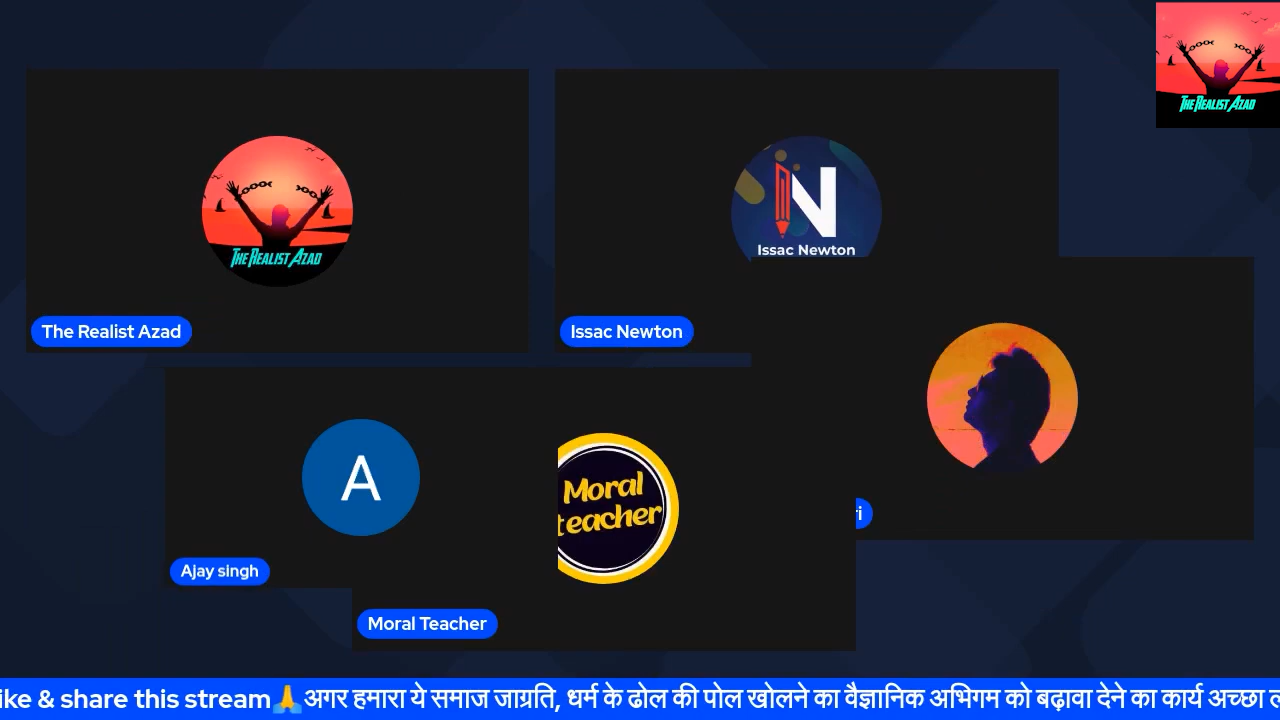 THE REALIST AZAD
THE REALIST AZAD
The Realist Azad
N
Issac Newton
Issac Newton
ri
A
Ajay singh
Moral
teacher
Moral Teacher
ike & share this stream🙏अगर हमारा ये समाज जाग्रति, धर्म के ढोल की पोल खोलने का वैज्ञानिक अभिगम को बढ़ावा देने का कार्य अच्छा